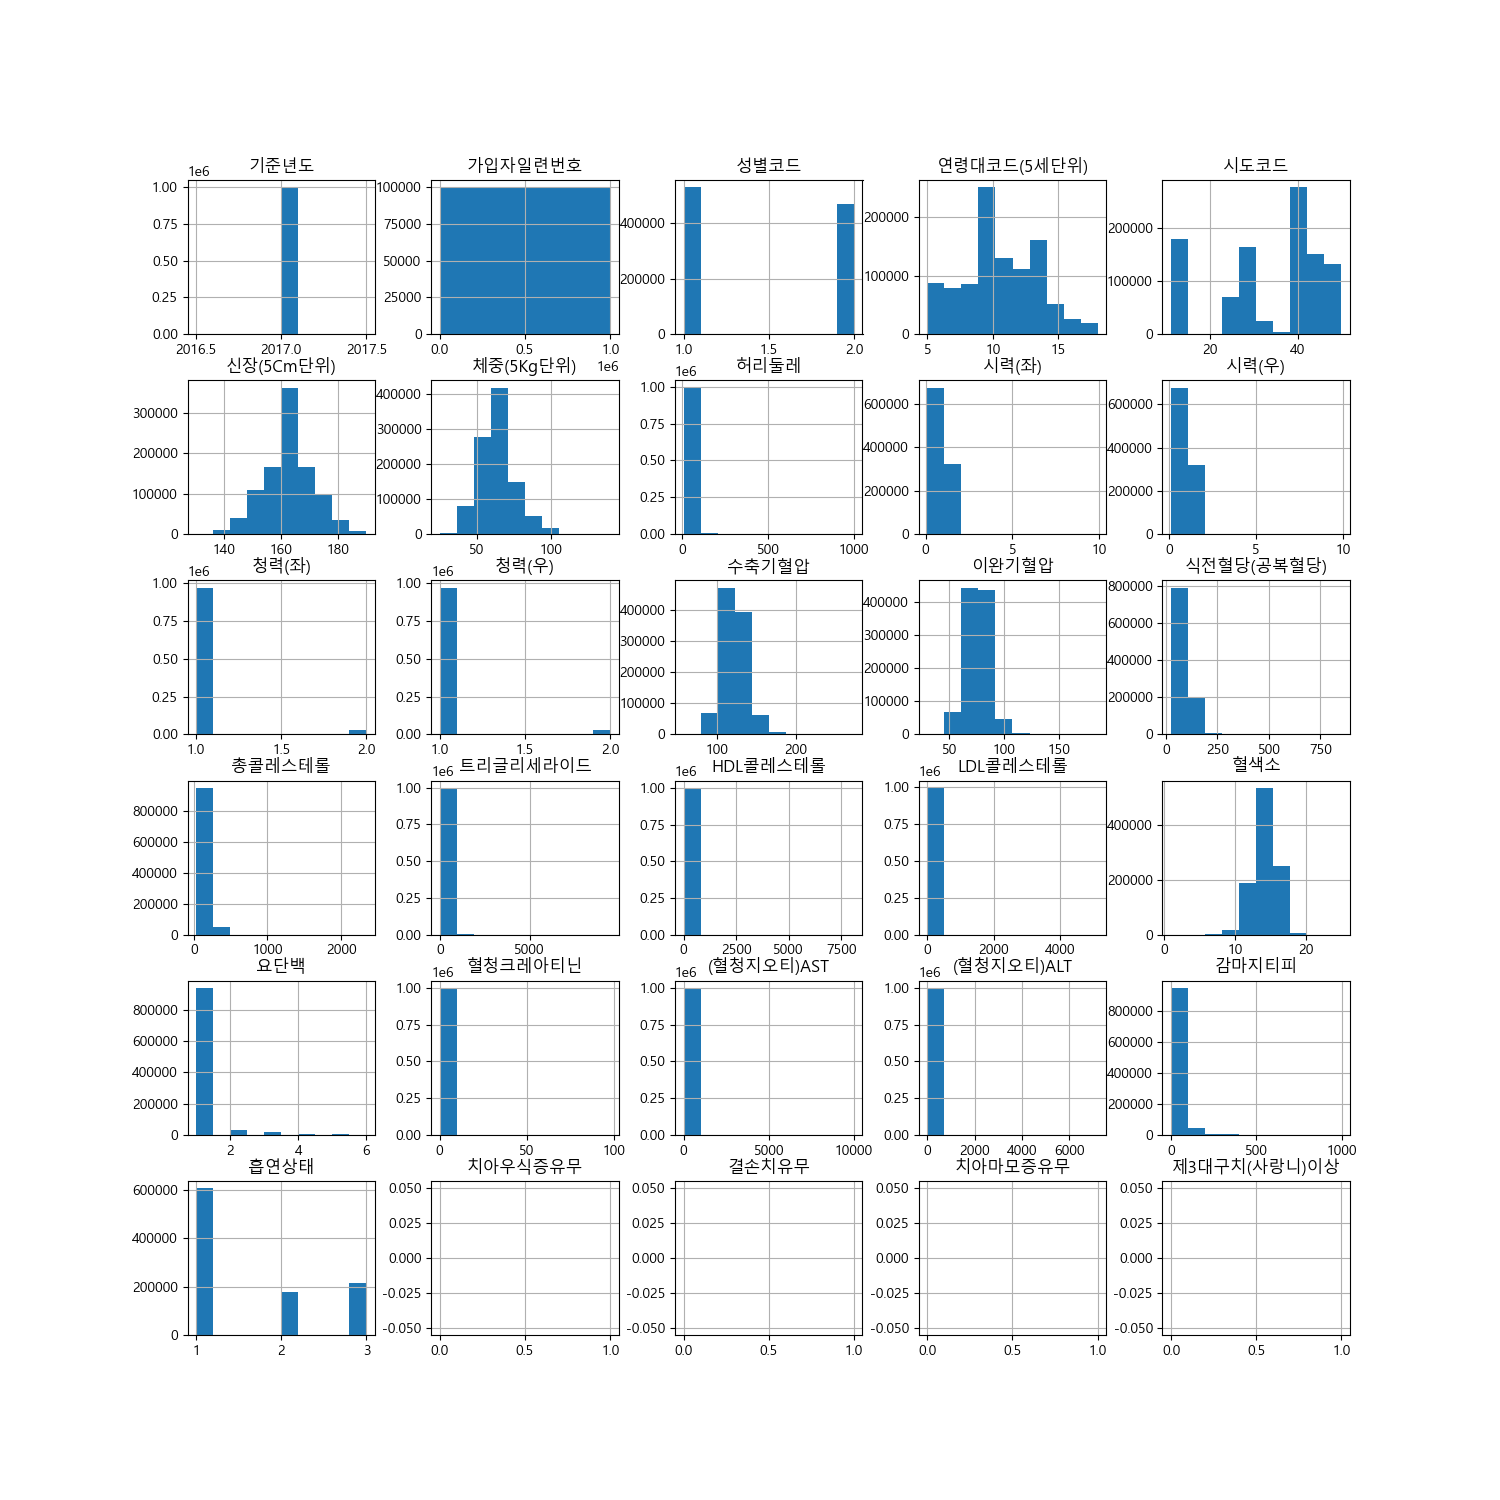 기준년도
1e6
1.00
0.75
0.50
0.25
0.00
2016.5 2017.0 2017.5
가입자일련번호
100000
75000
50000
25000
0
0.0 0.5 1.0
1e6
성별코드
400000
200000
0
1.0 1.5 2.0
연령대코드(5세단위)
200000
100000
0
5 10 15
시도코드
200000
100000
0
20 40
신장(5Cm단위)
300000
200000
100000
0
140 160 180
체중(5Kg단위)
400000
300000
200000
100000
0
50 100
허리둘레
1e6
1.00
0.75
0.50
0.25
0.00
0 500 1000
시력(좌)
600000
400000
200000
0
0 5 10
시력(우)
600000
400000
200000
0
0 5 10
청력(좌)
1e6
1.00
0.75
0.50
0.25
0.00
1.0 1.5 2.0
청력(우)
1e6
1.00
0.75
0.50
0.25
0.00
1.0 1.5 2.0
수축기혈압
400000
300000
200000
100000
0
100 200
이완기혈압
400000
300000
200000
100000
0
50 100 150
식전혈당(공복혈당)
800000
600000
400000
200000
0
0 250 500 750
총콜레스테롤
800000
600000
400000
200000
0
0 1000 2000
트리글리세라이드
1e6
1.00
0.75
0.50
0.25
0.00
0 5000
HDL콜레스테롤
1e6
1.00
0.75
0.50
0.25
0.00
0 2500 5000 7500
LDL콜레스테롤
1e6
1.00
0.75
0.50
0.25
0.00
0 2000 4000
혈색소
400000
200000
0
0 10 20
요단백
800000
600000
400000
200000
0
2 4 6
혈청크레아티닌
1e6
1.00
0.75
0.50
0.25
0.00
0 50 100
(혈청지오티)AST
1e6
1.00
0.75
0.50
0.25
0.00
0 5000 10000
(혈청지오티)ALT
1e6
1.00
0.75
0.50
0.25
0.00
0 2000 4000 6000
감마지티피
800000
600000
400000
200000
0
0 500 1000
흡연상태
600000
400000
200000
0
1 2 3
치아우식증유무
0.050
0.025
0.000
-0.025
-0.050
0.0 0.5 1.0
결손치유무
0.050
0.025
0.000
-0.025
-0.050
0.0 0.5 1.0
치아마모증유무
0.050
0.025
0.000
-0.025
-0.050
0.0 0.5 1.0
제3대구치(사랑니)이상
0.050
0.025
0.000
-0.025
-0.050
0.0 0.5 1.0